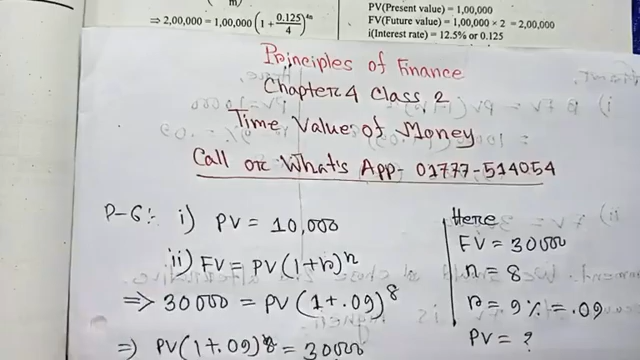 m)
⇒ 2,00,000 = 1,00,000 (1 + 0.125/4)^4n
PV(Present value) = 1,00,000
FV(Future value) = 1,00,000 × 2 = 2,00,000
i(Interest rate) = 12.5% or 0.125
Principles of Finance
Chapter 4 Class 2
Time Value of Money
Call or What's App- 01777-514054
P-6:- i) PV = 10,000
ii) FV = PV(1+r)^n
⇒ 30000 = PV(1+.09)^8
⇒ PV(1+.09)^8 = 30000
Here
FV = 30000
n = 8
r = 9% = .09
PV = ?